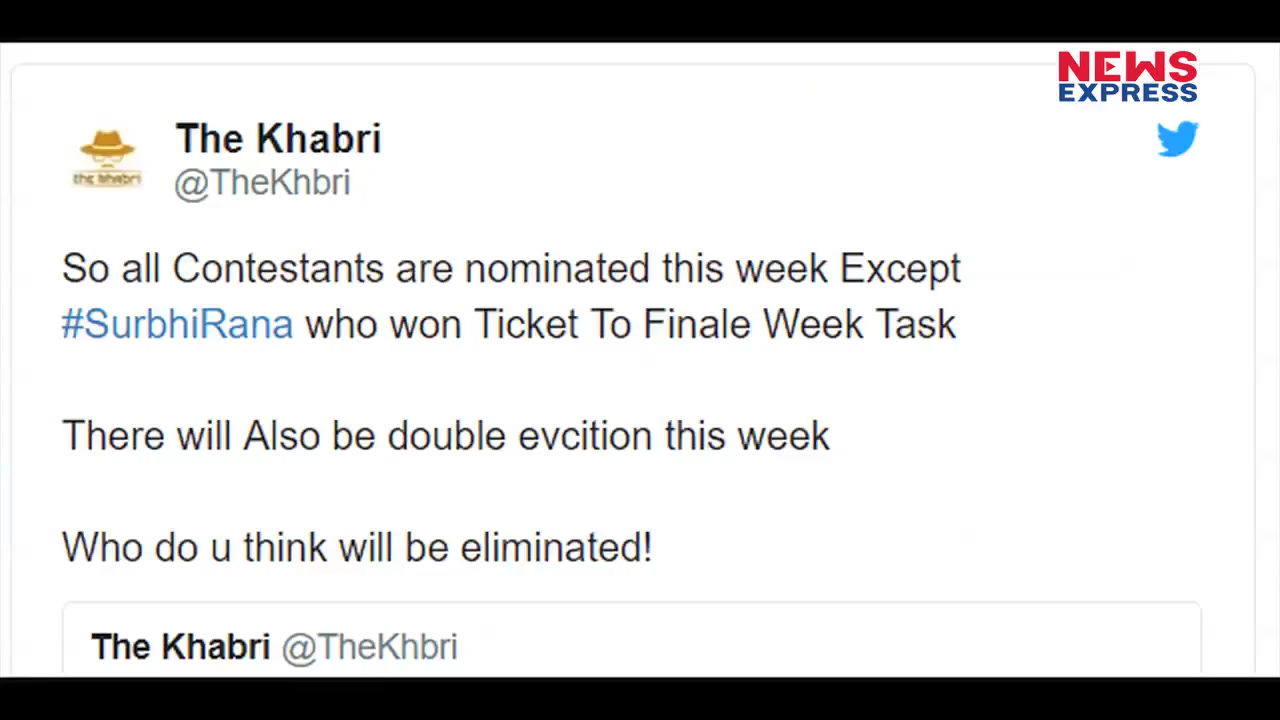 NEWS
EXPRESS
The Khabri
the khabri
@TheKhbri
So all Contestants are nominated this week Except
#SurbhiRana who won Ticket To Finale Week Task
There will Also be double evcition this week
Who do u think will be eliminated!
The Khabri @TheKhbri